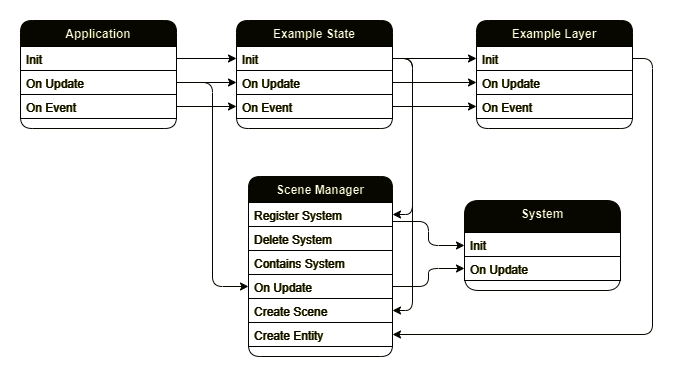 Application
Init
On Update
On Event
Example State
Init
On Update
On Event
Example Layer
Init
On Update
On Event
Scene Manager
Register System
Delete System
Contains System
On Update
Create Scene
Create Entity
System
Init
On Update